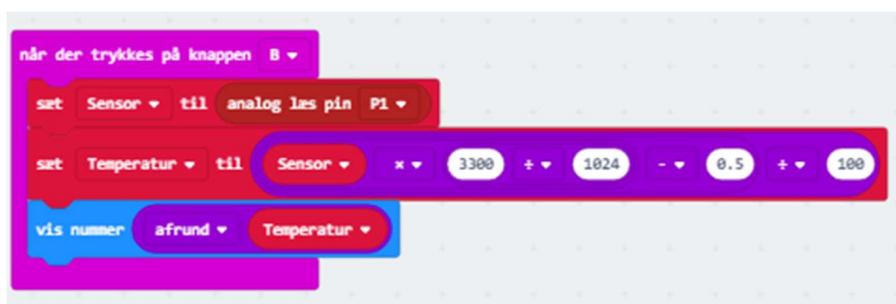 når der trykkes på knappen B
sæt Sensor til analog læs pin P1
sæt Temperatur til Sensor × 3300 ÷ 1024 - 0.5 ÷ 100
vis nummer afrund Temperatur